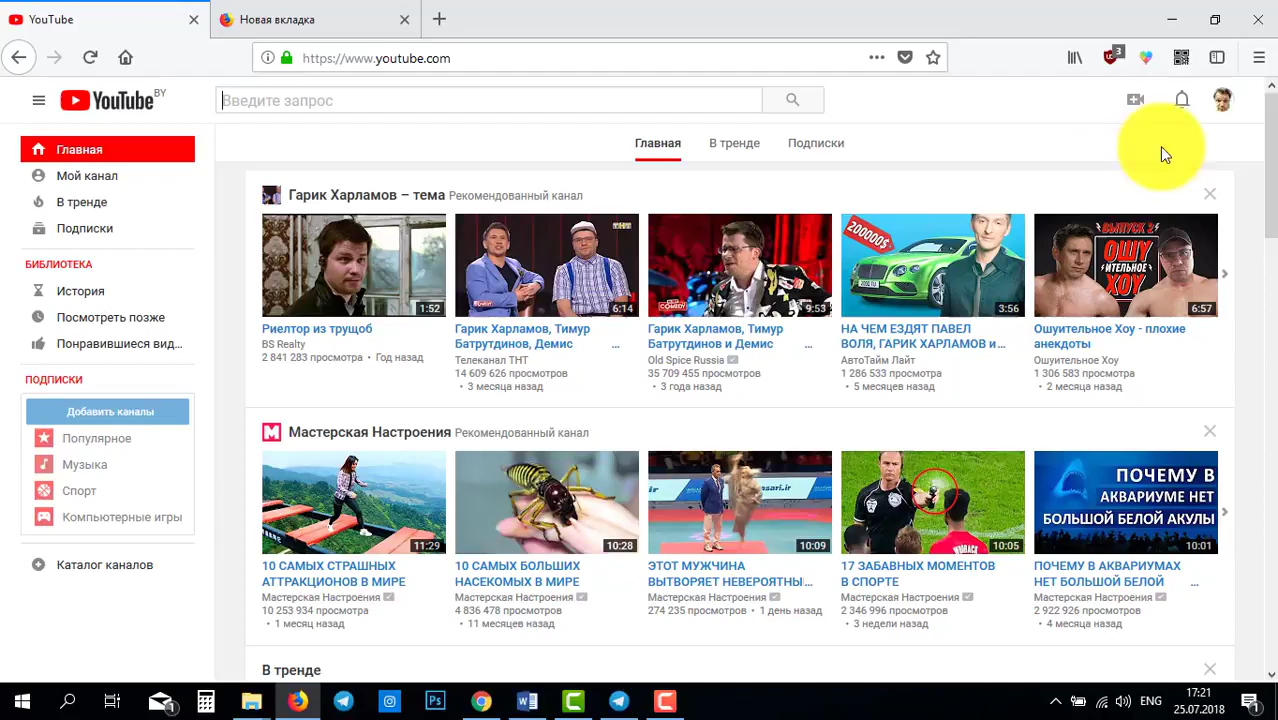 YouTube
Новая вкладка
https://www.youtube.com
3
YouTube BY
Введите запрос
Главная
В тренде
Подписки
Главная
Мой канал
В тренде
Подписки
БИБЛИОТЕКА
История
Посмотреть позже
Понравившиеся вид...
ПОДПИСКИ
Добавить каналы
Популярное
Музыка
Спорт
Компьютерные игры
Каталог каналов
Гарик Харламов – тема Рекомендованный канал
1:52
Риелтор из трущоб
BS Realty
2 841 283 просмотра • Год назад
6:14
Гарик Харламов, Тимур
Батрутдинов, Демис ...
Телеканал ТНТ
14 609 626 просмотров
• 3 месяца назад
9:53
Гарик Харламов, Тимур
Батрутдинов и Демис ...
Old Spice Russia
35 709 455 просмотров
• 3 года назад
200000$
3:56
НА ЧЕМ ЕЗДЯТ ПАВЕЛ
ВОЛЯ, ГАРИК ХАРЛАМОВ и...
АвтоТайм Лайт
1 286 533 просмотра
• 5 месяцев назад
ВЫПУСК 2
ОШУ
ИТЕЛЬНОЕ
ХОУ
6:57
Ошуительное Хоу - плохие
анекдоты
Ошуительное Хоу
1 306 583 просмотра
• 2 месяца назад
Мастерская Настроения Рекомендованный канал
11:29
10 САМЫХ СТРАШНЫХ
АТТРАКЦИОНОВ В МИРЕ
Мастерская Настроения
10 253 934 просмотра
• 1 месяц назад
10:28
10 САМЫХ БОЛЬШИХ
НАСЕКОМЫХ В МИРЕ
Мастерская Настроения
4 836 478 просмотров
• 11 месяцев назад
10:09
ЭТОТ МУЖЧИНА
ВЫТВОРЯЕТ НЕВЕРОЯТНЫ...
Мастерская Настроения
274 235 просмотров • 1 день назад
10:05
17 ЗАБАВНЫХ МОМЕНТОВ
В СПОРТЕ
Мастерская Настроения
2 346 996 просмотров
• 3 недели назад
ПОЧЕМУ В
АКВАРИУМЕ НЕТ
БОЛЬШОЙ БЕЛОЙ АКУЛЫ
10:01
ПОЧЕМУ В АКВАРИУМАХ
НЕТ БОЛЬШОЙ БЕЛОЙ ...
Мастерская Настроения
2 922 926 просмотров
• 4 месяца назад
В тренде
1
Ps
ENG
17:21
25.07.2018
1